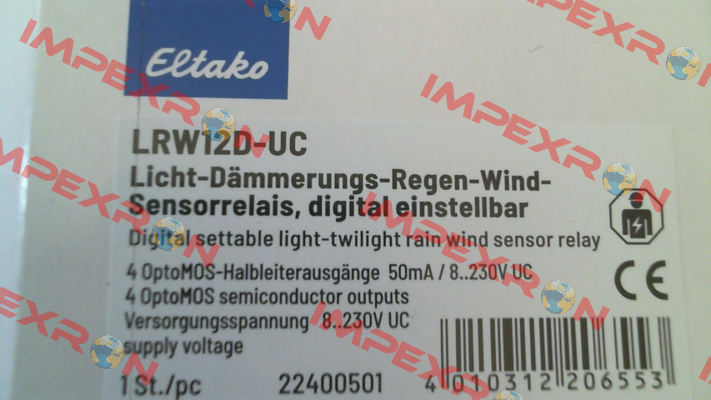 Eltako
LRW12D-UC
Licht-Dämmerungs-Regen-Wind-
Sensorrelais, digital einstellbar
Digital settable light-twilight rain wind sensor relay
4 OptoMOS-Halbleiterausgänge 50mA / 8..230V UC
4 OptoMOS semiconductor outputs
Versorgungsspannung 8..230V UC
supply voltage
CE
1 St./pc 22400501
4 010312 206553
IMPEXRON
IMPEXRON
IMPEXRON
IMPEXRON
IMPEXRON
IMPEXRON
IMPEXRON